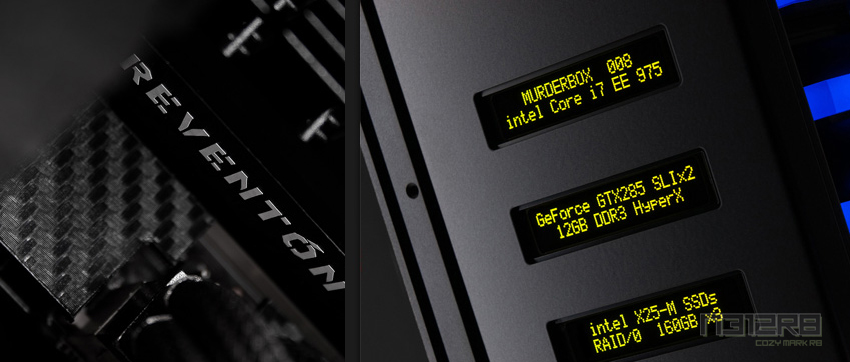 REVENTÓN
MURDERBOX 008
intel Core i7 EE 975
GeForce GTX285 SLIx2
12GB DDR3 HyperX
intel X25-M SSDs
RAID/0 160GB x3
COZY MARK RB